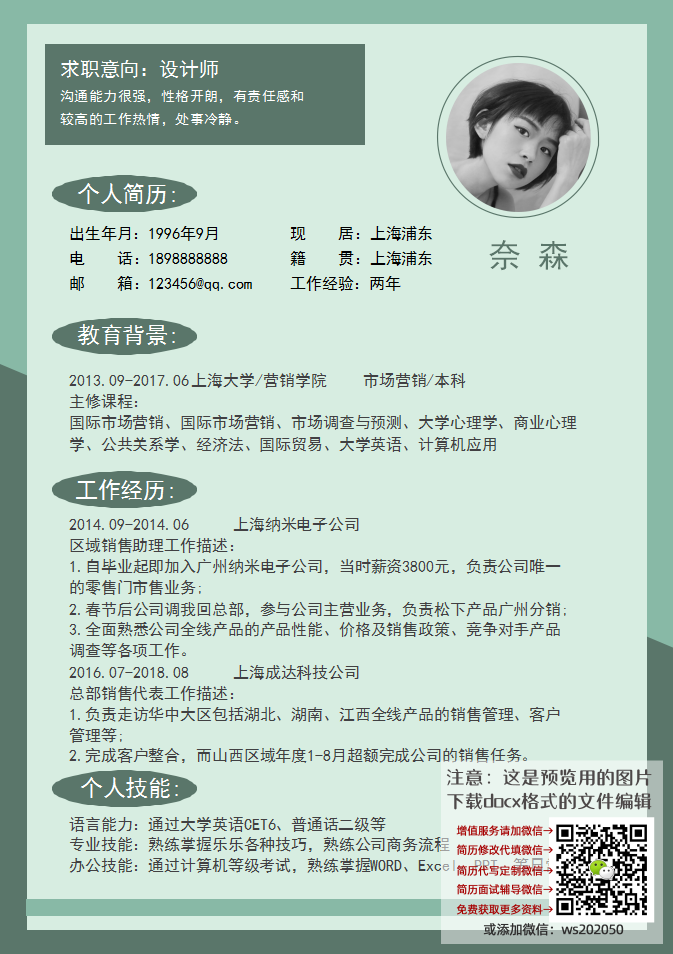 求职意向：设计师
沟通能力很强，性格开朗，有责任感和
较高的工作热情，处事冷静。
个人简历：
出生年月：1996年9月 现 居：上海浦东
电 话：1898888888 籍 贯：上海浦东
邮 箱：123456@qq.com 工作经验：两年
奈 森
教育背景：
2013.09-2017.06上海大学/营销学院 市场营销/本科
主修课程：
国际市场营销、国际市场营销、市场调查与预测、大学心理学、商业心理
学、公共关系学、经济法、国际贸易、大学英语、计算机应用
工作经历：
2014.09-2014.06 上海纳米电子公司
区域销售助理工作描述：
1.自毕业起即加入广州纳米电子公司，当时薪资3800元，负责公司唯一
的零售门市售业务；
2.春节后公司调我回总部，参与公司主营业务，负责松下产品广州分销；
3.全面熟悉公司全线产品的产品性能、价格及销售政策、竞争对手产品
调查等各项工作。
2016.07-2018.08 上海成达科技公司
总部销售代表工作描述：
1.负责走访华中大区包括湖北、湖南、江西全线产品的销售管理、客户
管理等；
2.完成客户整合，而山西区域年度1-8月超额完成公司的销售任务。
个人技能：
语言能力：通过大学英语CET6、普通话二级等
专业技能：熟练掌握乐乐各种技巧，熟练公司商务流程
办公技能：通过计算机等级考试，熟练掌握WORD、Excel、PPT、等日常
注意：这是预览用的图片
下载docx格式的文件编辑
增值服务请加微信→
简历修改代填微信→
简历代写定制微信→
简历面试辅导微信→
免费获取更多资料→
或添加微信：ws202050